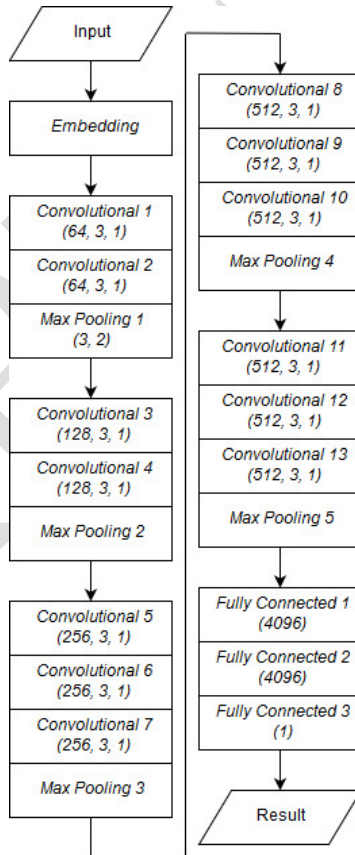 Input
Embedding
Convolutional 1
(64, 3, 1)
Convolutional 2
(64, 3, 1)
Max Pooling 1
(3, 2)
Convolutional 3
(128, 3, 1)
Convolutional 4
(128, 3, 1)
Max Pooling 2
Convolutional 5
(256, 3, 1)
Convolutional 6
(256, 3, 1)
Convolutional 7
(256, 3, 1)
Max Pooling 3
Convolutional 8
(512, 3, 1)
Convolutional 9
(512, 3, 1)
Convolutional 10
(512, 3, 1)
Max Pooling 4
Convolutional 11
(512, 3, 1)
Convolutional 12
(512, 3, 1)
Convolutional 13
(512, 3, 1)
Max Pooling 5
Fully Connected 1
(4096)
Fully Connected 2
(4096)
Fully Connected 3
(1)
Result